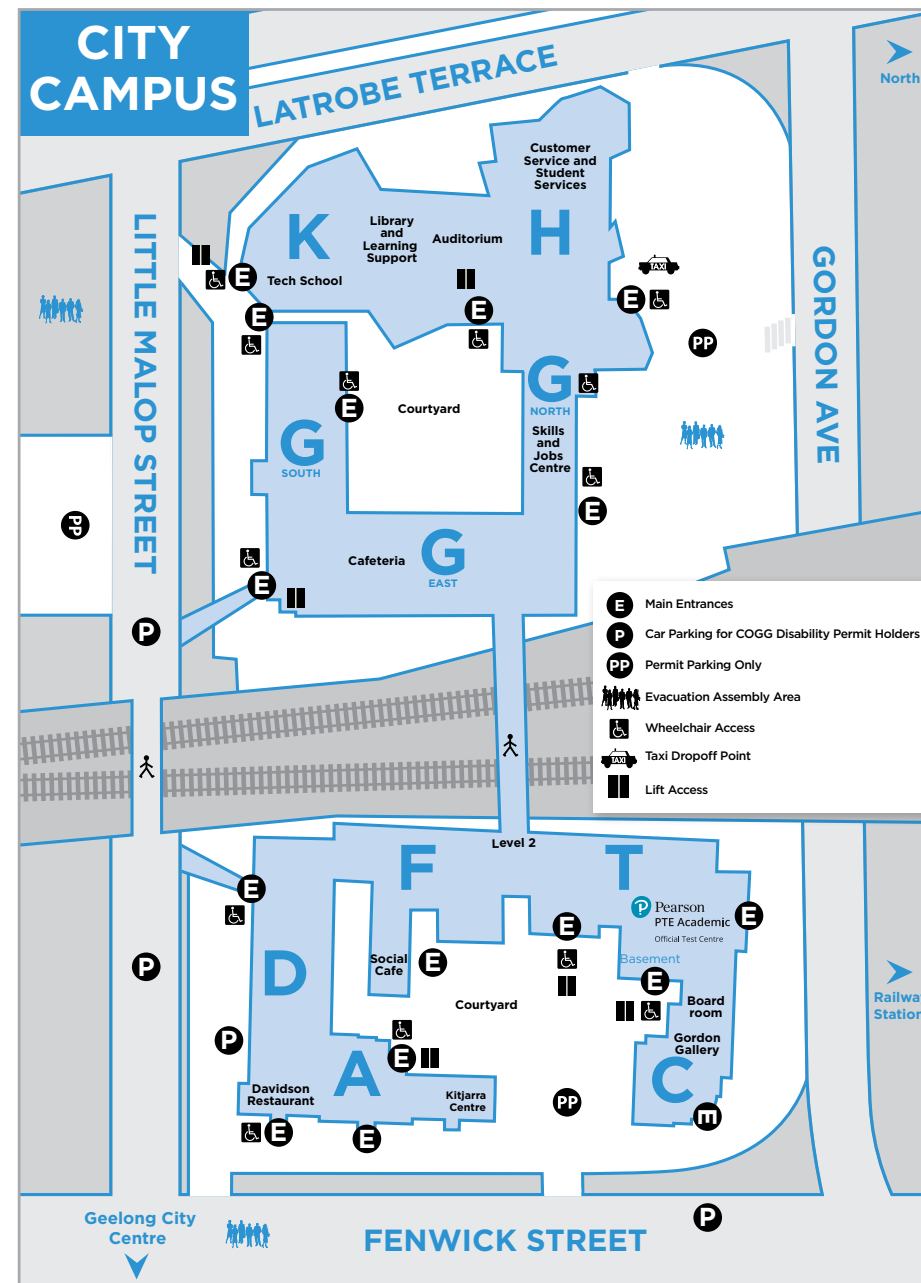 CITY
CAMPUS
LATROBE TERRACE
North
Customer
Service and
Student
Services
K
Library
and
Learning
Support
Auditorium
H
Tech School
E
E
E
E
TAXI
PP
LITTLE MALOP STREET
GORDON AVE
G
NORTH
E
Courtyard
Skills and
Jobs
Centre
G
SOUTH
E
PP
Cafeteria
G
EAST
E
P
E Main Entrances
P Car Parking for COGG Disability Permit Holders
PP Permit Parking Only
Evacuation Assembly Area
Wheelchair Access
TAXI Taxi Dropoff Point
Lift Access
Level 2
F
T
E
Pearson
PTE Academic
Official Test Centre
E
E
Basement
P
D
Social
Cafe
E
E
Courtyard
Board
room
P
E
Gordon
Gallery
A
C
Davidson
Restaurant
Kitjarra
Centre
PP
E
E
E
Geelong City
Centre
FENWICK STREET
P